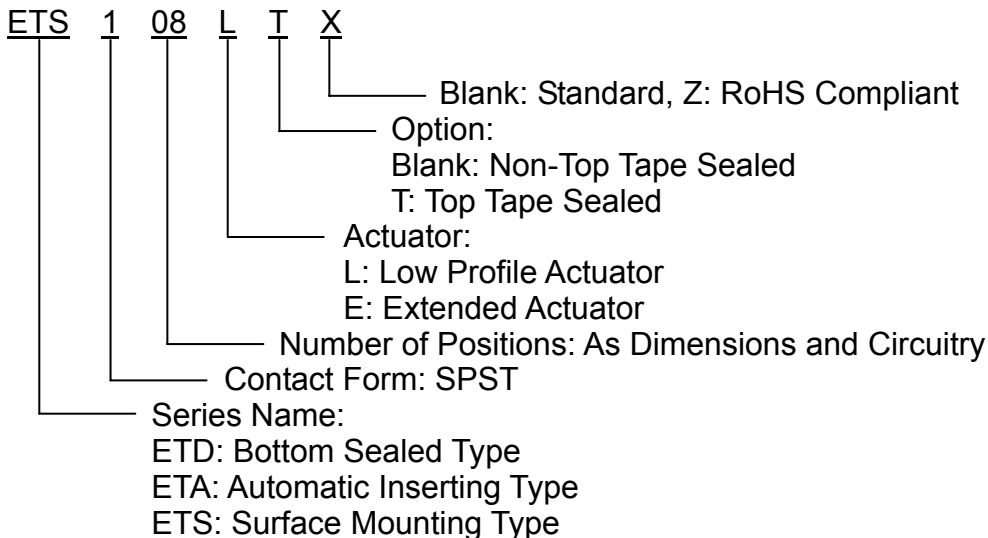 ETS 1 08 L T X
Blank: Standard, Z: RoHS Compliant
Option:
Blank: Non-Top Tape Sealed
T: Top Tape Sealed
Actuator:
L: Low Profile Actuator
E: Extended Actuator
Number of Positions: As Dimensions and Circuitry
Contact Form: SPST
Series Name:
ETD: Bottom Sealed Type
ETA: Automatic Inserting Type
ETS: Surface Mounting Type